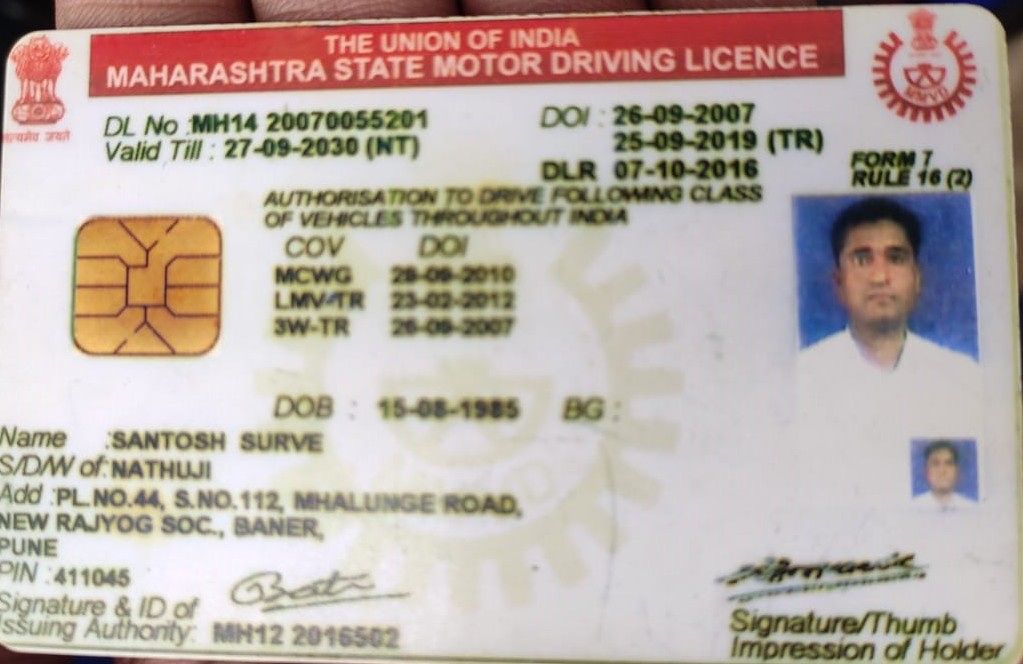 THE UNION OF INDIA
MAHARASHTRA STATE MOTOR DRIVING LICENCE
सत्यमेव जयते
DL No : MH14 20070055201 DOI : 26-09-2007
Valid Till : 27-09-2030 (NT) 25-09-2019 (TR)
DLR 07-10-2016
FORM 7
RULE 16 (2)
AUTHORISATION TO DRIVE FOLLOWING CLASS
OF VEHICLES THROUGHOUT INDIA
COV DOI
MCWG 28-09-2010
LMV-TR 23-02-2012
3W-TR 26-09-2007
DOB : 15-08-1985 BG :
Name : SANTOSH SURVE
S/D/W of : NATHUJI
Add : PL.NO.44, S.NO.112, MHALUNGE ROAD,
NEW RAJYOG SOC., BANER,
PUNE
PIN : 411045
Signature & ID of
Issuing Authority: MH12 2016502
Signature/Thumb
Impression of Holder